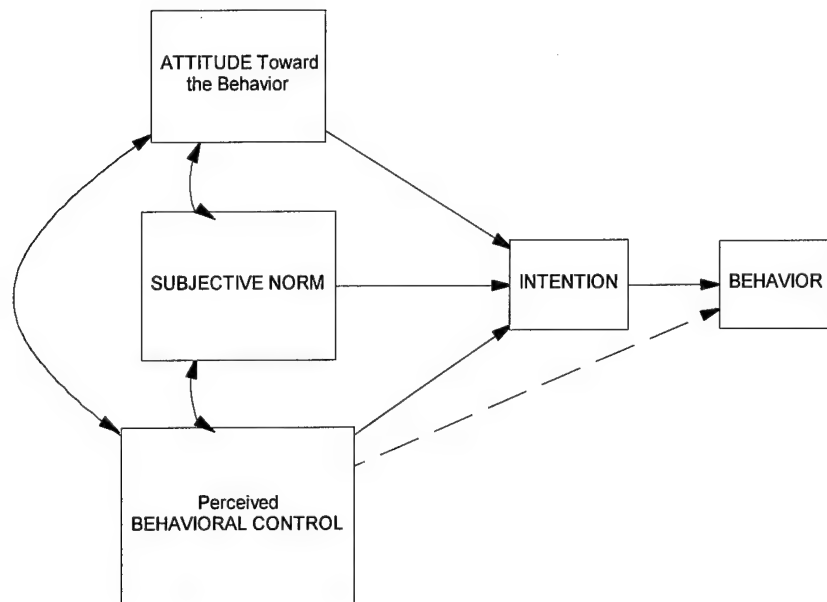 ATTITUDE Toward
the Behavior
SUBJECTIVE NORM
INTENTION
BEHAVIOR
Perceived
BEHAVIORAL CONTROL